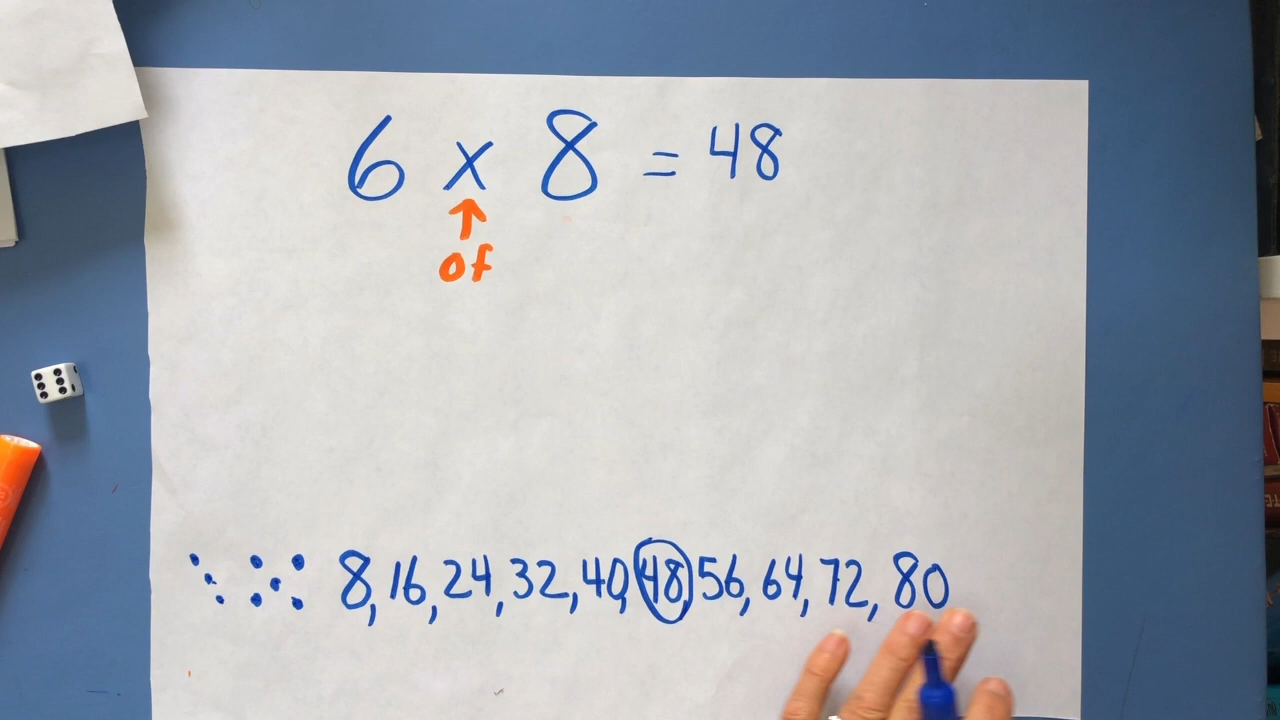 6 x 8 = 48
↑
of
8, 16, 24, 32, 40, 48, 56, 64, 72, 80